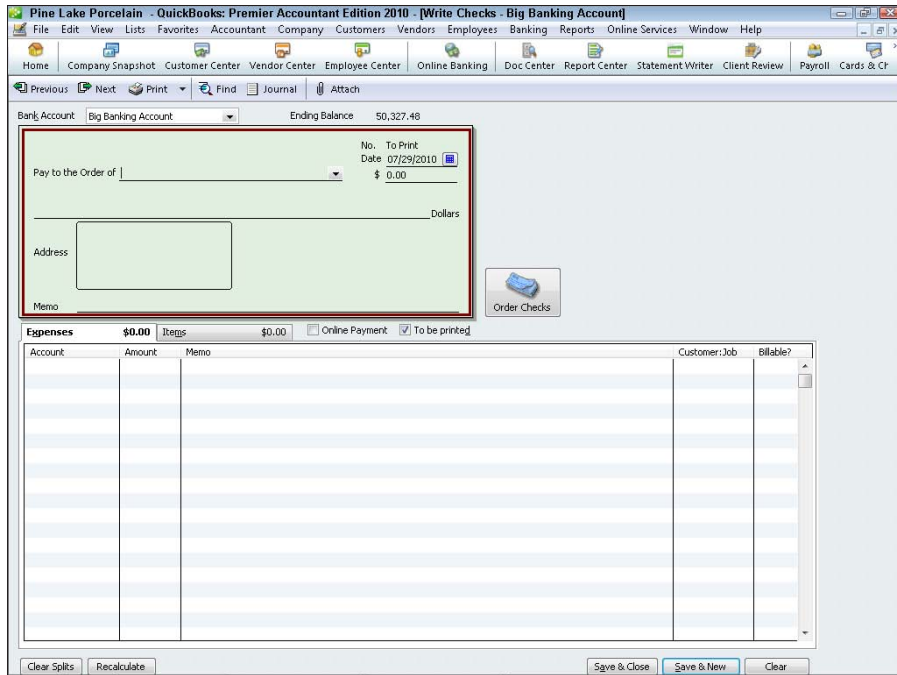 Pine Lake Porcelain - QuickBooks: Premier Accountant Edition 2010 - [Write Checks - Big Banking Account]
File Edit View Lists Favorites Accountant Company Customers Vendors Employees Banking Reports Online Services Window Help
Home Company Snapshot Customer Center Vendor Center Employee Center Online Banking Doc Center Report Center Statement Writer Client Review Payroll Cards & Ch
Previous Next Print Find Journal Attach
Bank Account Big Banking Account Ending Balance 50,327.48
No. To Print
Date 07/29/2010
Pay to the Order of $ 0.00
Dollars
Address
Memo
Order Checks
Expenses $0.00 Items $0.00 Online Payment To be printed
Account Amount Memo Customer:Job Billable?
Clear Splits Recalculate Save & Close Save & New Clear